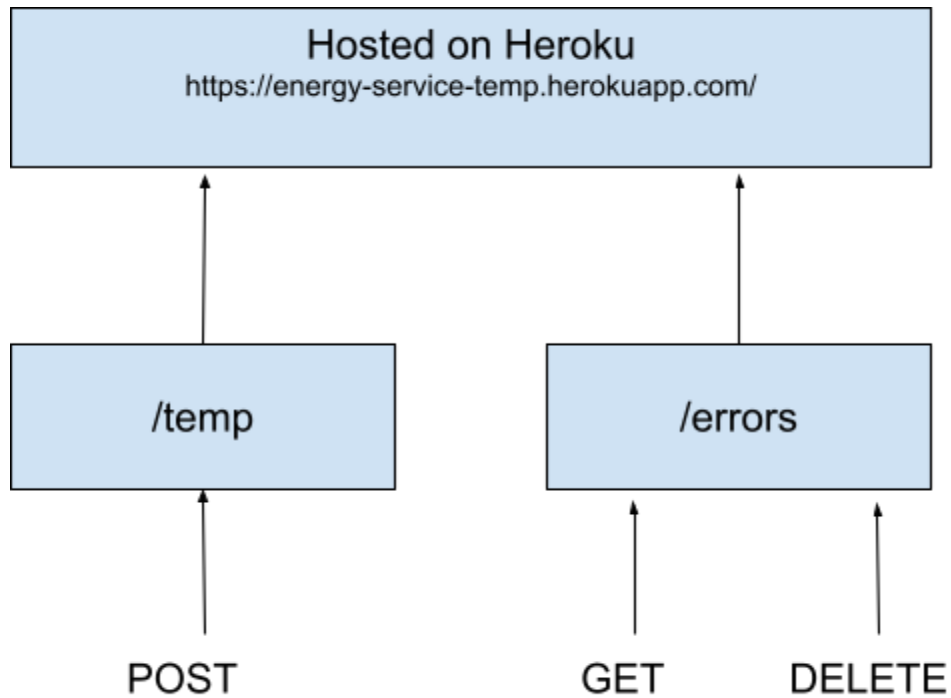 Hosted on Heroku
https://energy-service-temp.herokuapp.com/
/temp
/errors
POST
GET
DELETE